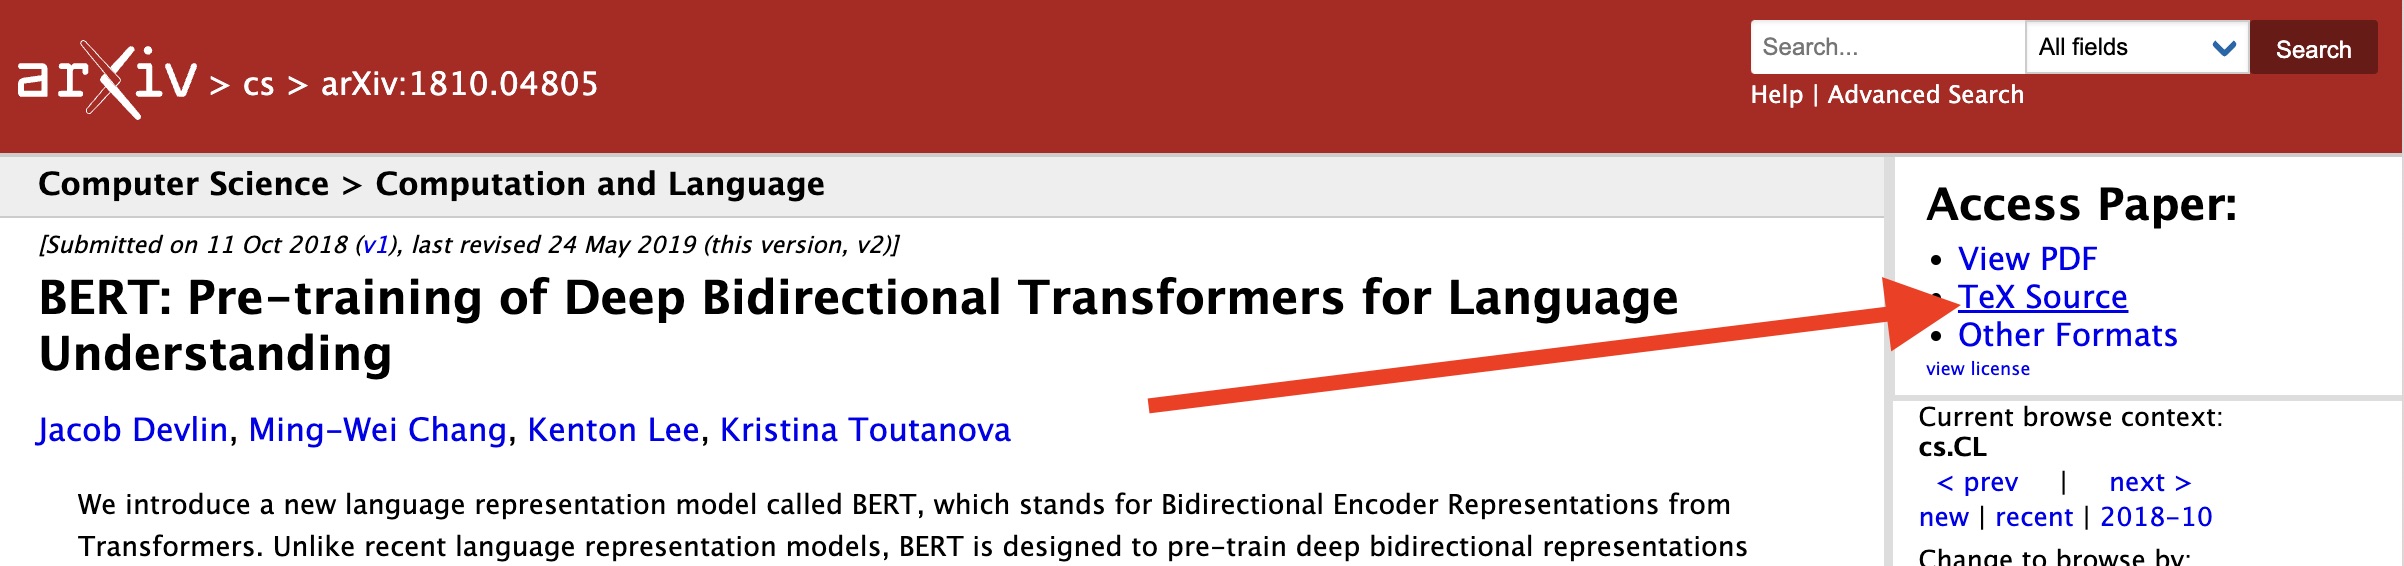 arXiv > cs > arXiv:1810.04805
Search...
All fields
Search
Help | Advanced Search
Computer Science > Computation and Language
[Submitted on 11 Oct 2018 (v1), last revised 24 May 2019 (this version, v2)]
BERT: Pre-training of Deep Bidirectional Transformers for Language
Understanding
Jacob Devlin, Ming-Wei Chang, Kenton Lee, Kristina Toutanova
We introduce a new language representation model called BERT, which stands for Bidirectional Encoder Representations from
Transformers. Unlike recent language representation models, BERT is designed to pre-train deep bidirectional representations
Access Paper:
• View PDF
• TeX Source
• Other Formats
view license
Current browse context:
cs.CL
< prev | next >
new | recent | 2018-10
Change to browse by: